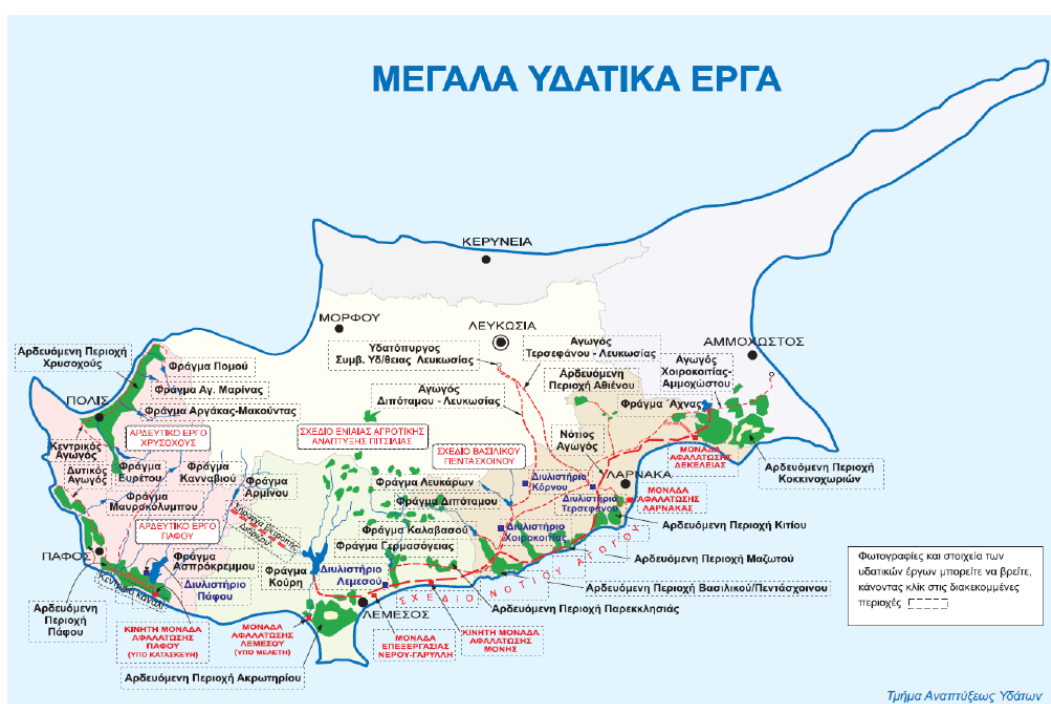 ΜΕΓΑΛΑ ΥΔΑΤΙΚΑ ΕΡΓΑ
ΚΕΡΥΝΕΙΑ
ΜΟΡΦΟΥ
ΛΕΥΚΩΣΙΑ
ΑΜΜΟΧΩΣΤΟΣ
Αρδευόμενη Περιοχή
Χρυσοχούς
Υδατόπυργος
Συμβ. Υδ/θειας Λευκωσίας
Αγωγός
Τερσεφάνου - Λευκωσίας
Αγωγός
Χοιροκοιτίας-
Αμμοχώστου
Φράγμα Πομού
Φράγμα Αγ. Μαρίνας
Φράγμα Αργάκας-Μακούντας
ΠΟΛΙΣ
Αγωγός
Διπόταμου - Λευκωσίας
Αρδευόμενη
Περιοχή Αθιένου
Φράγμα Άχνας
ΑΡΔΕΥΤΙΚΟ ΕΡΓΟ
ΧΡΥΣΟΧΟΥΣ
ΣΧΕΔΙΟ ΕΝΙΑΙΑΣ ΑΓΡΟΤΙΚΗΣ
ΑΝΑΠΤΥΞΗΣ ΠΙΤΣΙΛΙΑΣ
ΣΧΕΔΙΟ ΒΑΣΙΛΙΚΟΥ
ΠΕΝΤΑΣΧΟΙΝΟΥ
Νότιος
Αγωγός
ΜΟΝΑΔΑ
ΑΦΑΛΑΤΩΣΗΣ
ΔΕΚΕΛΕΙΑΣ
Κεντρικός
Αγωγός
Δυτικός
Αγωγός
Φράγμα
Ευρέτου
Φράγμα
Κανναβιού
Φράγμα
Αρμίνου
Φράγμα Λευκάρων
Διυλιστήριο
Κόρνου
ΛΑΡΝΑΚΑ
Αρδευόμενη Περιοχή
Κοκκινοχωριών
Φράγμα
Μαυροκόλυμπου
Φράγμα Διπόταμου
Διυλιστήριο
Τερσεφάνου
ΜΟΝΑΔΑ
ΑΦΑΛΑΤΩΣΗΣ
ΛΑΡΝΑΚΑΣ
ΑΡΔΕΥΤΙΚΟ ΕΡΓΟ
ΠΑΦΟΥ
Φράγμα Καλαβασού
Διυλιστήριο
Χοιροκοιτίας
Αρδευόμενη Περιοχή Κιτίου
ΠΑΦΟΣ
Φράγμα
Ασπρόκρεμμου
Φράγμα Γερμασόγειας
Αρδευόμενη Περιοχή Μαζωτού
Διυλιστήριο
Πάφου
Φράγμα
Κούρη
Διυλιστήριο
Λεμεσού
ΣΧΕΔΙΟ ΝΟΤΙΟΥ ΑΓΩΓΟΥ
Αρδευόμενη Περιοχή Βασιλικού/Πεντάσχοινου
Φωτογραφίες και στοιχεία των
υδατικών έργων μπορείτε να βρείτε,
κάνοντας κλίκ στις διακεκομμένες
περιοχές
Αρδευόμενη
Περιοχή
Πάφου
ΛΕΜΕΣΟΣ
Αρδευόμενη Περιοχή Παρεκκλησιάς
ΚΙΝΗΤΗ ΜΟΝΑΔΑ
ΑΦΑΛΑΤΩΣΗΣ
ΠΑΦΟΥ
(ΥΠΟ ΚΑΤΑΣΚΕΥΗ)
ΜΟΝΑΔΑ
ΑΦΑΛΑΤΩΣΗΣ
ΛΕΜΕΣΟΥ
(ΥΠΟ ΜΕΛΕΤΗ)
ΜΟΝΑΔΑ
ΕΠΕΞΕΡΓΑΣΙΑΣ
ΝΕΡΟΥ-ΓΑΡΥΛΛΗ
ΚΙΝΗΤΗ ΜΟΝΑΔΑ
ΑΦΑΛΑΤΩΣΗΣ
ΜΟΝΗΣ
Αρδευόμενη Περιοχή Ακρωτηρίου
Τμήμα Αναπτύξεως Υδάτων